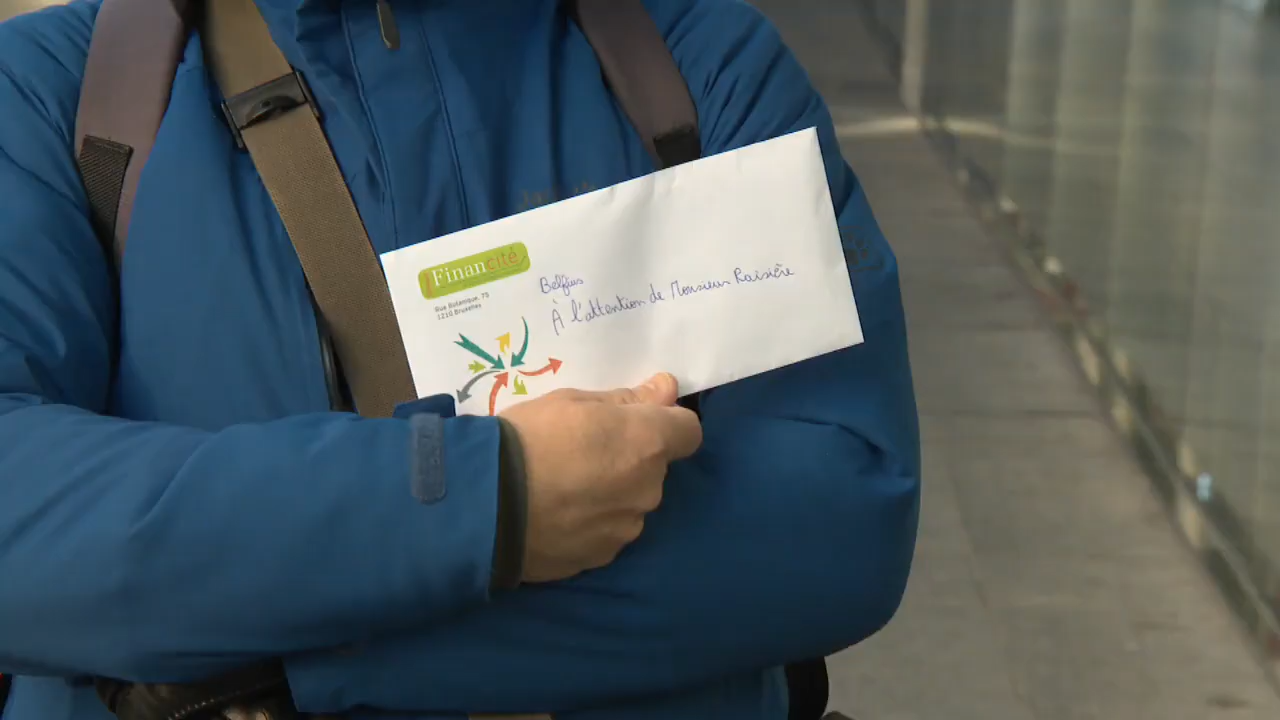 Financité
Rue Botanique, 75
1210 Bruxelles
Belfius
À l'attention de Monsieur Raisière